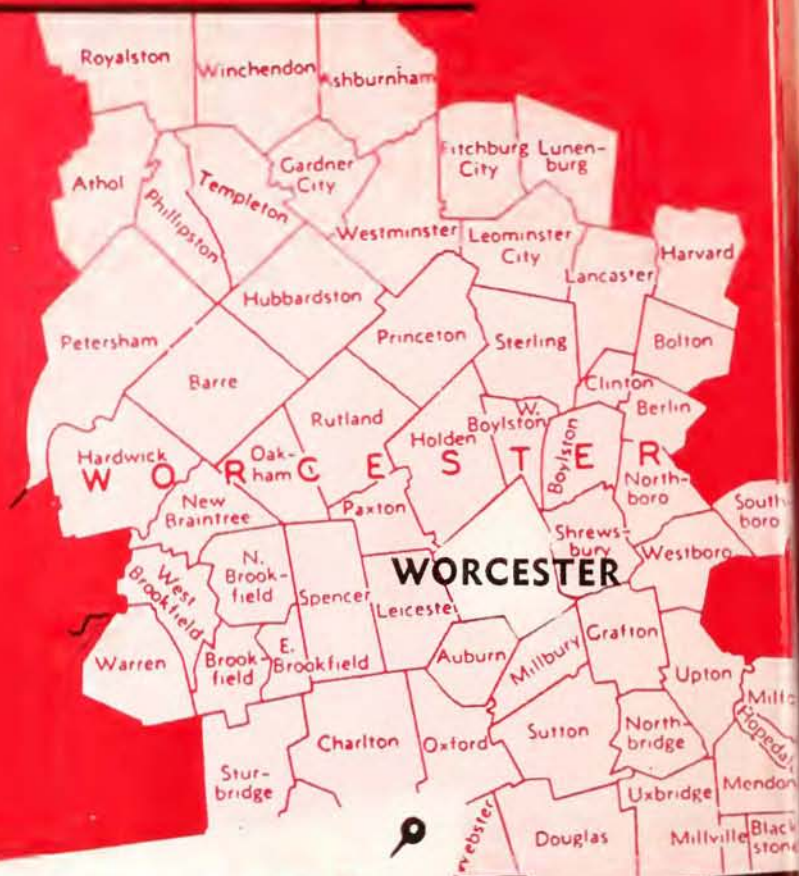 Royalston
Winchendon
Ashburnham
Fitchburg
City
Lunen-
burg
Athol
Phillipston
Templeton
Gardner
City
Westminster
Leominster
City
Lancaster
Harvard
Hubbardston
Petersham
Barre
Princeton
Sterling
Bolton
Clinton
Berlin
Rutland
Holden
W.
Boylston
Boylston
Hardwick
Oak-
ham
WORCESTER
North-
boro
South
boro
New
Braintree
Paxton
Shrews-
bury
Westboro
WORCESTER
West
Brookfield
N.
Brook-
field
Spencer
Leicester
Grafton
Warren
Brook-
field
E.
Brookfield
Auburn
Millbury
Upton
Milfo
Hopedal
Stur-
bridge
Charlton
Oxford
Sutton
North-
bridge
Mendon
Uxbridge
Webster
Douglas
Millville
Black
stone